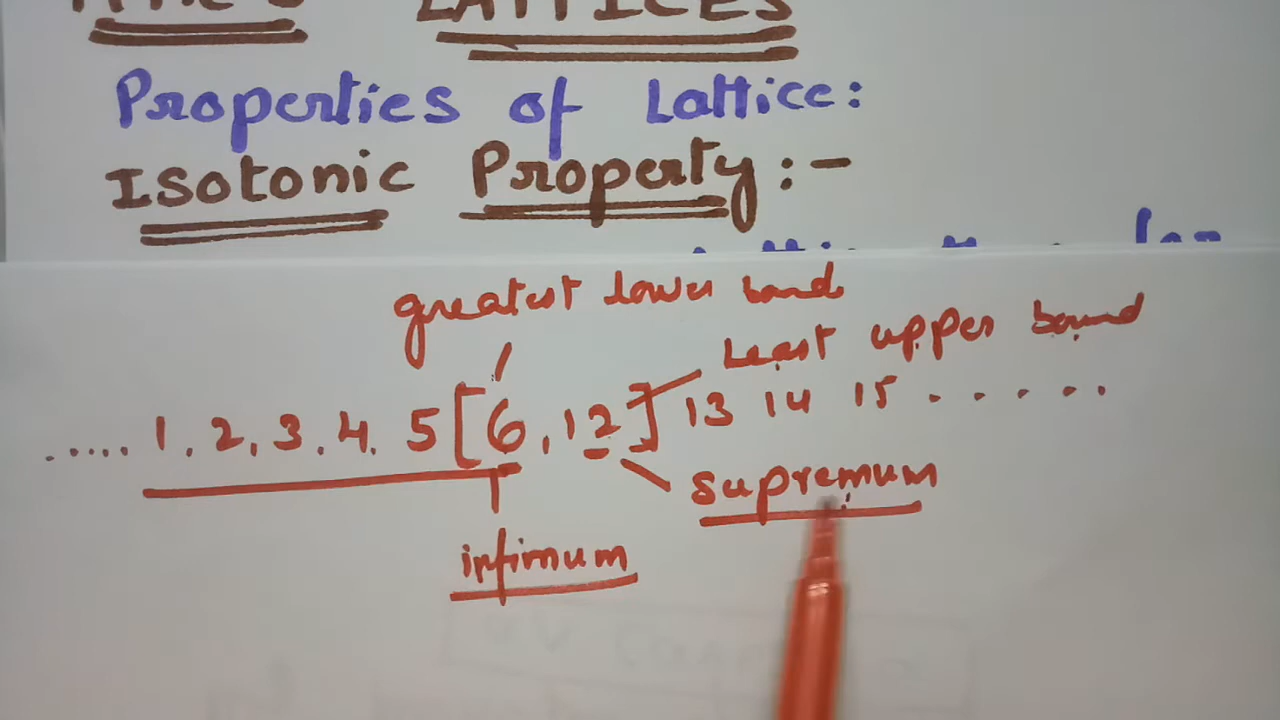 LATTICES
Properties of Lattice:
Isotonic Property:-
greatest lower bound
Least upper bound
..... 1, 2, 3, 4, 5 [6, 12] 13 14 15 . . . . .
supremum
infimum